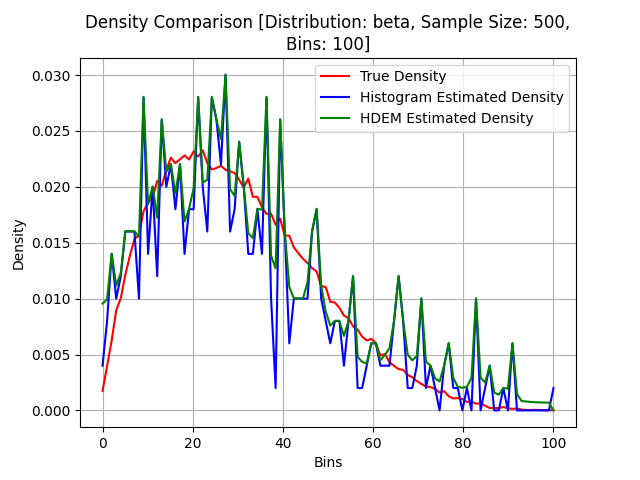 Density Comparison [Distribution: beta, Sample Size: 500,
Bins: 100]
True Density
Histogram Estimated Density
HDEM Estimated Density
Density
0.030
0.025
0.020
0.015
0.010
0.005
0.000
0 20 40 60 80 100
Bins